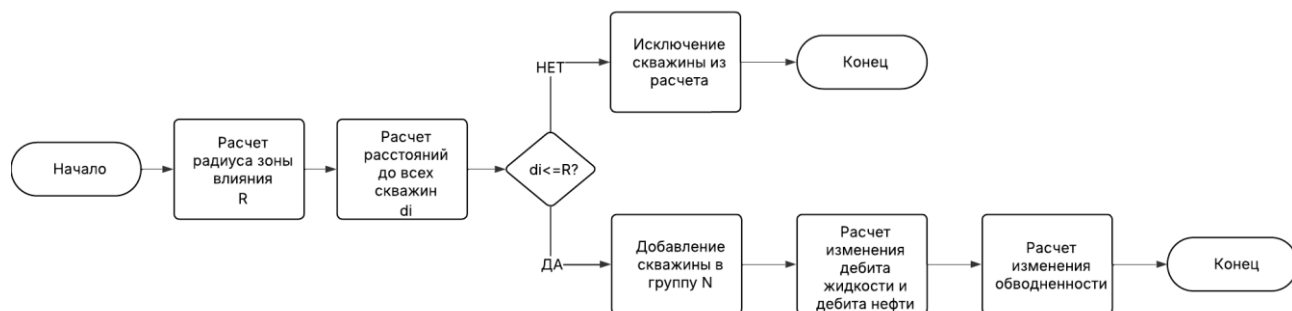 Начало
Расчет
радиуса зоны
влияния
R
Расчет
расстояний
до всех
скважин
di
di<=R?
НЕТ
Исключение
скважины из
расчета
Конец
ДА
Добавление
скважины в
группу N
Расчет
изменения
дебита
жидкости и
дебита нефти
Расчет
изменения
обводненности
Конец